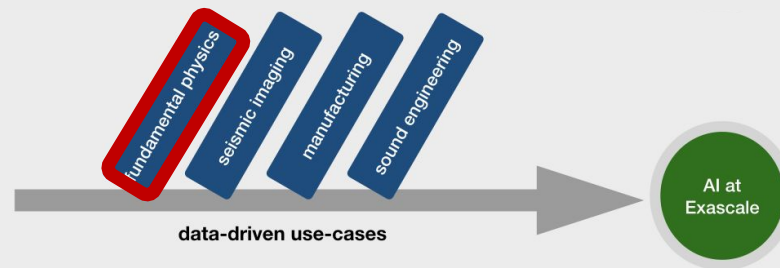 fundamental physics
seismic imaging
manufacturing
sound engineering
AI at
Exascale
data-driven use-cases